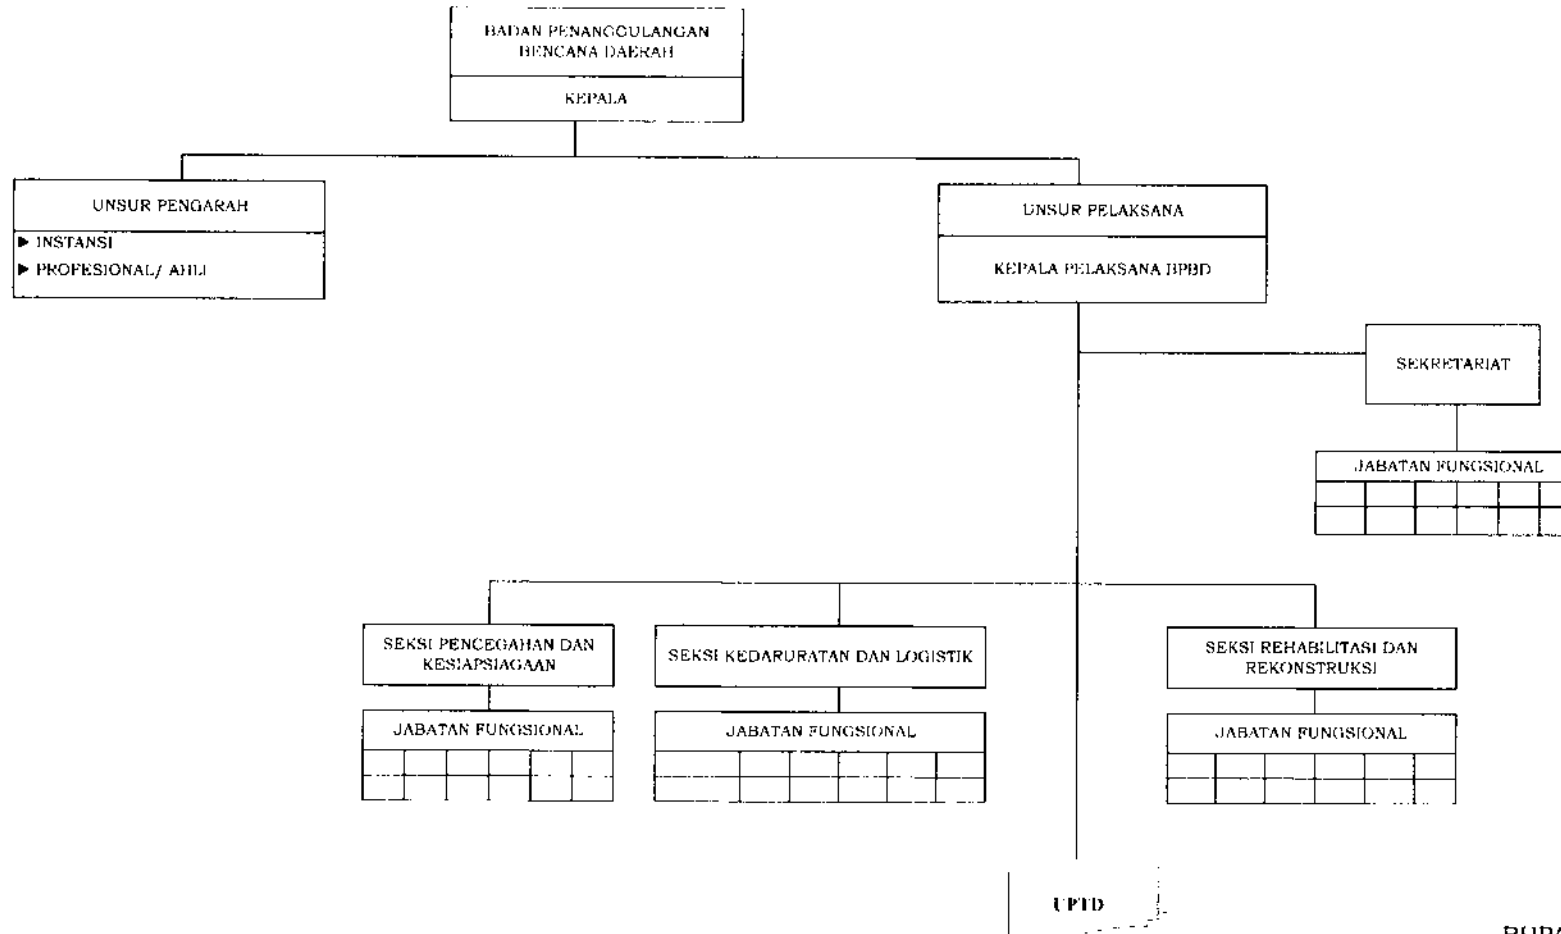 BADAN PENANGGULANGAN
BENCANA DAERAH
KEPALA
UNSUR PENGARAH
► INSTANSI
► PROFESIONAL/ AHLI
UNSUR PELAKSANA
KEPALA PELAKSANA BPBD
SEKRETARIAT
JABATAN FUNGSIONAL
SEKSI PENCEGAHAN DAN
KESIAPSIAGAAN
SEKSI KEDARURATAN DAN LOGISTIK
SEKSI REHABILITASI DAN
REKONSTRUKSI
JABATAN FUNGSIONAL
JABATAN FUNGSIONAL
JABATAN FUNGSIONAL
UPTD